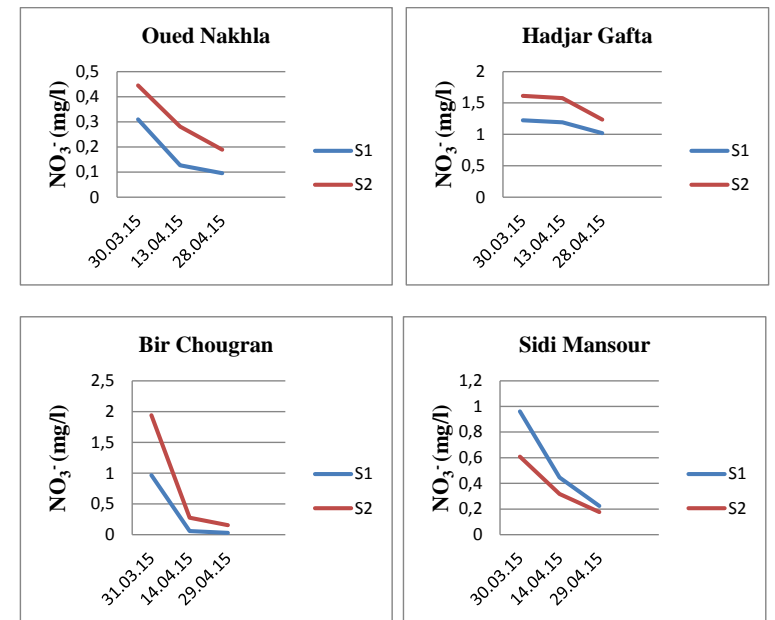 Oued Nakhla
NO₃⁻ (mg/l)
0,5
0,4
0,3
0,2
0,1
0
30.03.15
13.04.15
28.04.15
S1
S2
Hadjar Gafta
NO₃⁻ (mg/l)
2
1,5
1
0,5
0
30.03.15
13.04.15
28.04.15
S1
S2
Bir Chougran
NO₃⁻ (mg/l)
2,5
2
1,5
1
0,5
0
31.03.15
14.04.15
29.04.15
S1
S2
Sidi Mansour
NO₃⁻ (mg/l)
1,2
1
0,8
0,6
0,4
0,2
0
30.03.15
14.04.15
29.04.15
S1
S2